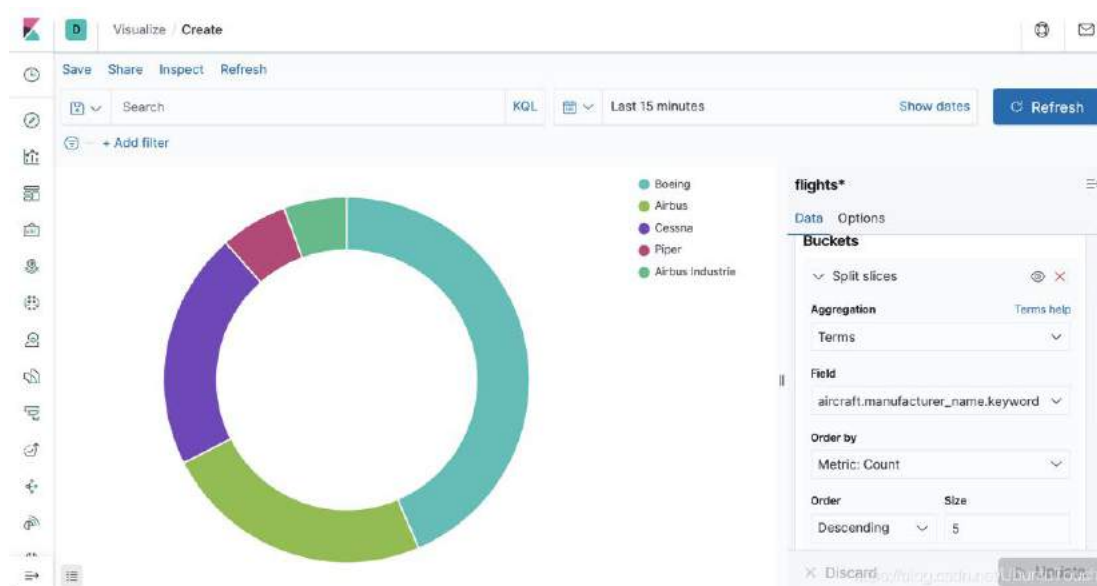 D Visualize / Create
Save Share Inspect Refresh
Search KQL Last 15 minutes Show dates Refresh
+ Add filter
Boeing
Airbus
Cessna
Piper
Airbus Industrie
flights*
Data Options
Buckets
Split slices
Aggregation Terms help
Terms
Field
aircraft.manufacturer_name.keyword
Order by
Metric: Count
Order Size
Descending 5
Discard Update